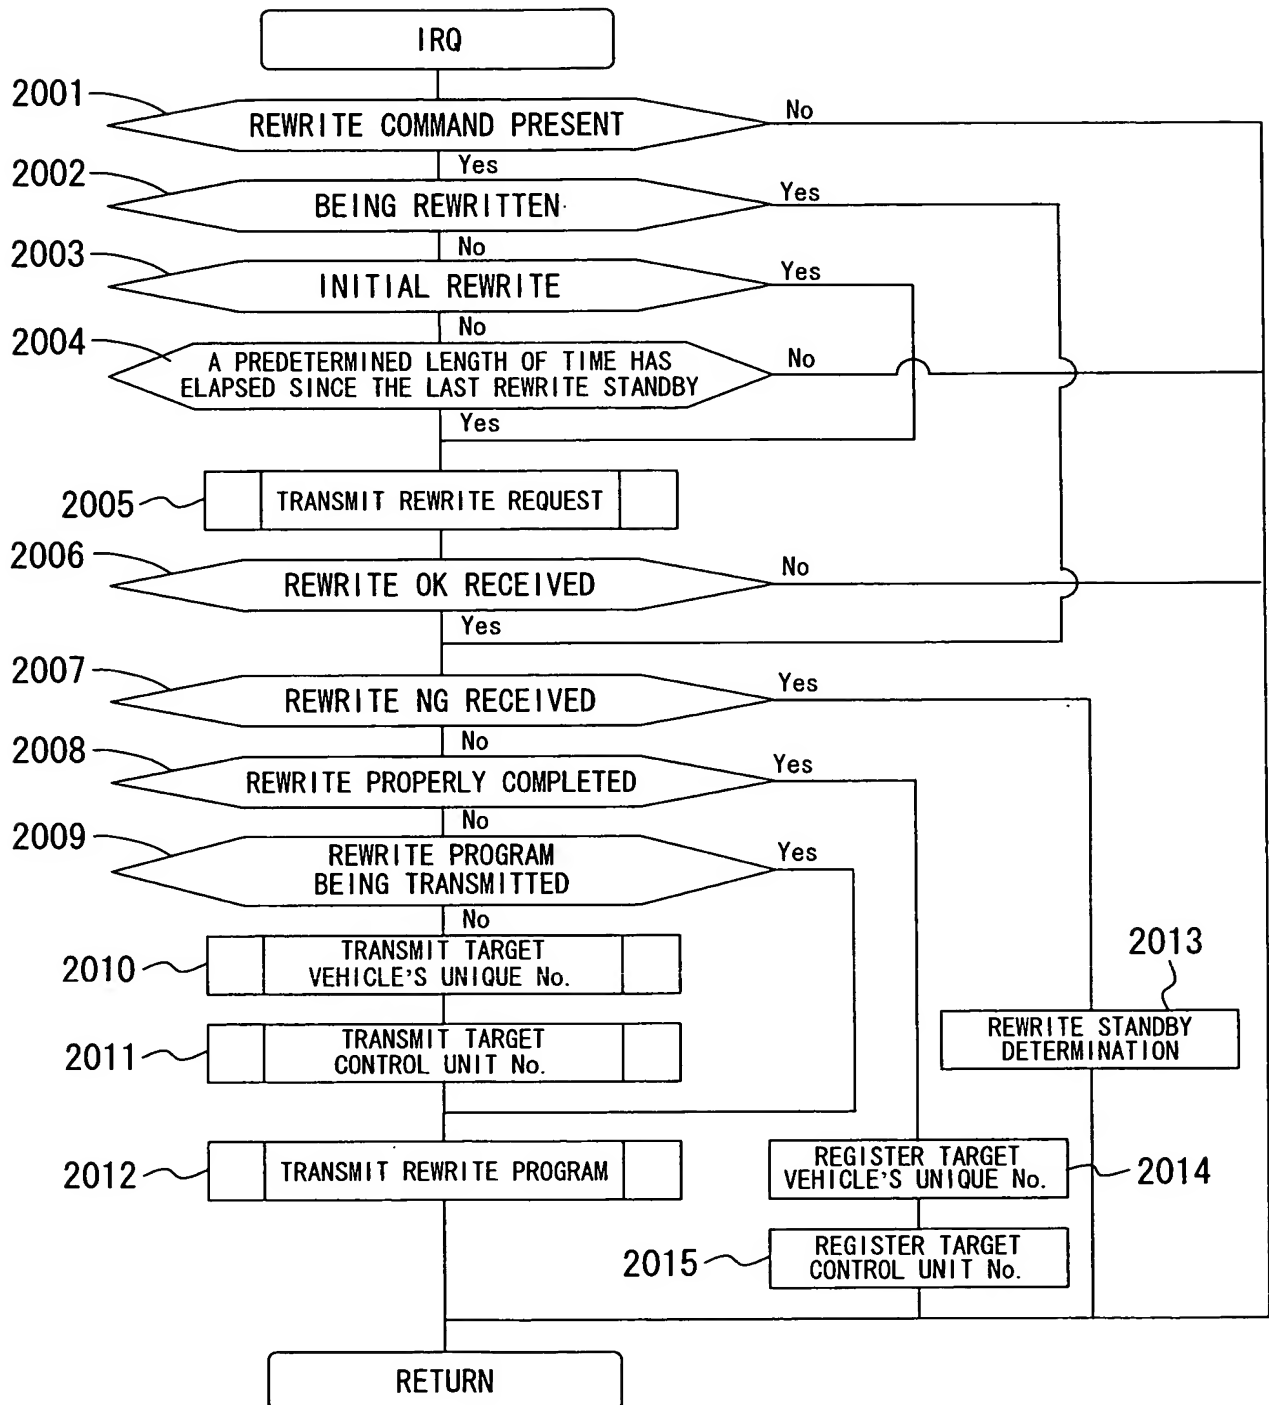 IRQ
2001
REWRITE COMMAND PRESENT
No
Yes
2002
BEING REWRITTEN
Yes
No
2003
INITIAL REWRITE
Yes
No
2004
A PREDETERMINED LENGTH OF TIME HAS
ELAPSED SINCE THE LAST REWRITE STANDBY
No
Yes
2005
TRANSMIT REWRITE REQUEST
2006
REWRITE OK RECEIVED
No
Yes
2007
REWRITE NG RECEIVED
Yes
No
2008
REWRITE PROPERLY COMPLETED
Yes
No
2009
REWRITE PROGRAM
BEING TRANSMITTED
Yes
No
2010
TRANSMIT TARGET
VEHICLE'S UNIQUE No.
2013
REWRITE STANDBY
DETERMINATION
2011
TRANSMIT TARGET
CONTROL UNIT No.
2012
TRANSMIT REWRITE PROGRAM
REGISTER TARGET
VEHICLE'S UNIQUE No.
2014
2015
REGISTER TARGET
CONTROL UNIT No.
RETURN